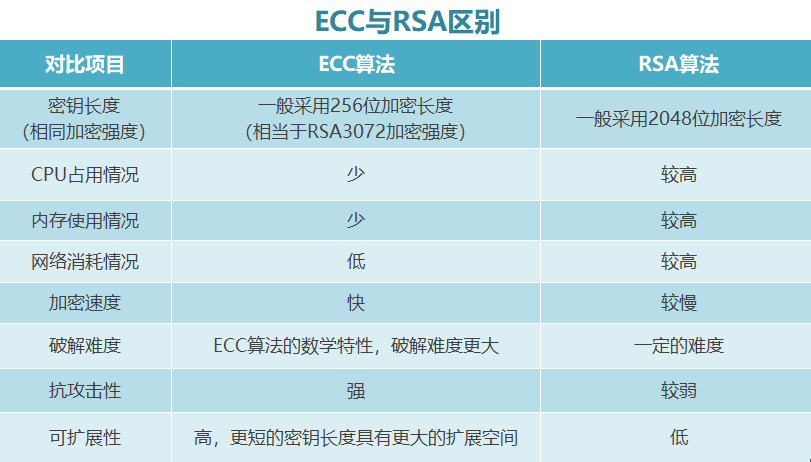 ECC与RSA区别
对比项目 ECC算法 RSA算法
密钥长度
（相同加密强度）
一般采用256位加密长度
（相当于RSA3072加密强度）
一般采用2048位加密长度
CPU占用情况 少 较高
内存使用情况 少 较高
网络消耗情况 低 较高
加密速度 快 较慢
破解难度 ECC算法的数学特性，破解难度更大 一定的难度
抗攻击性 强 较弱
可扩展性 高，更短的密钥长度具有更大的扩展空间 低